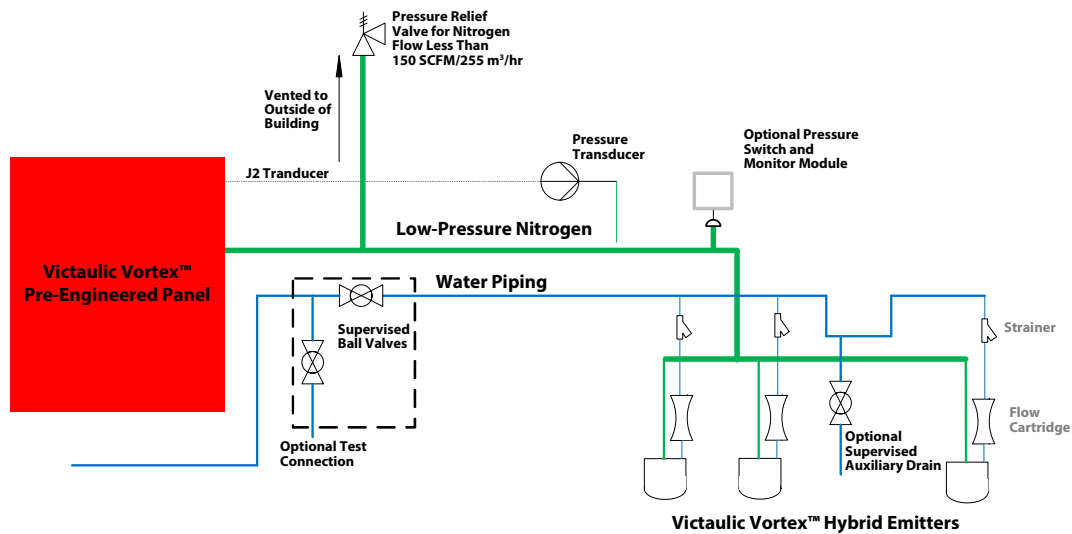 Pressure Relief
Valve for Nitrogen
Flow Less Than
150 SCFM/255 m³/hr
Vented to
Outside of
Building
Pressure
Transducer
Optional Pressure
Switch and
Monitor Module
J2 Tranducer
Low-Pressure Nitrogen
Victaulic Vortex™
Pre-Engineered Panel
Water Piping
Supervised
Ball Valves
Strainer
Flow
Cartridge
Optional Test
Connection
Optional
Supervised
Auxiliary Drain
Victaulic Vortex™ Hybrid Emitters